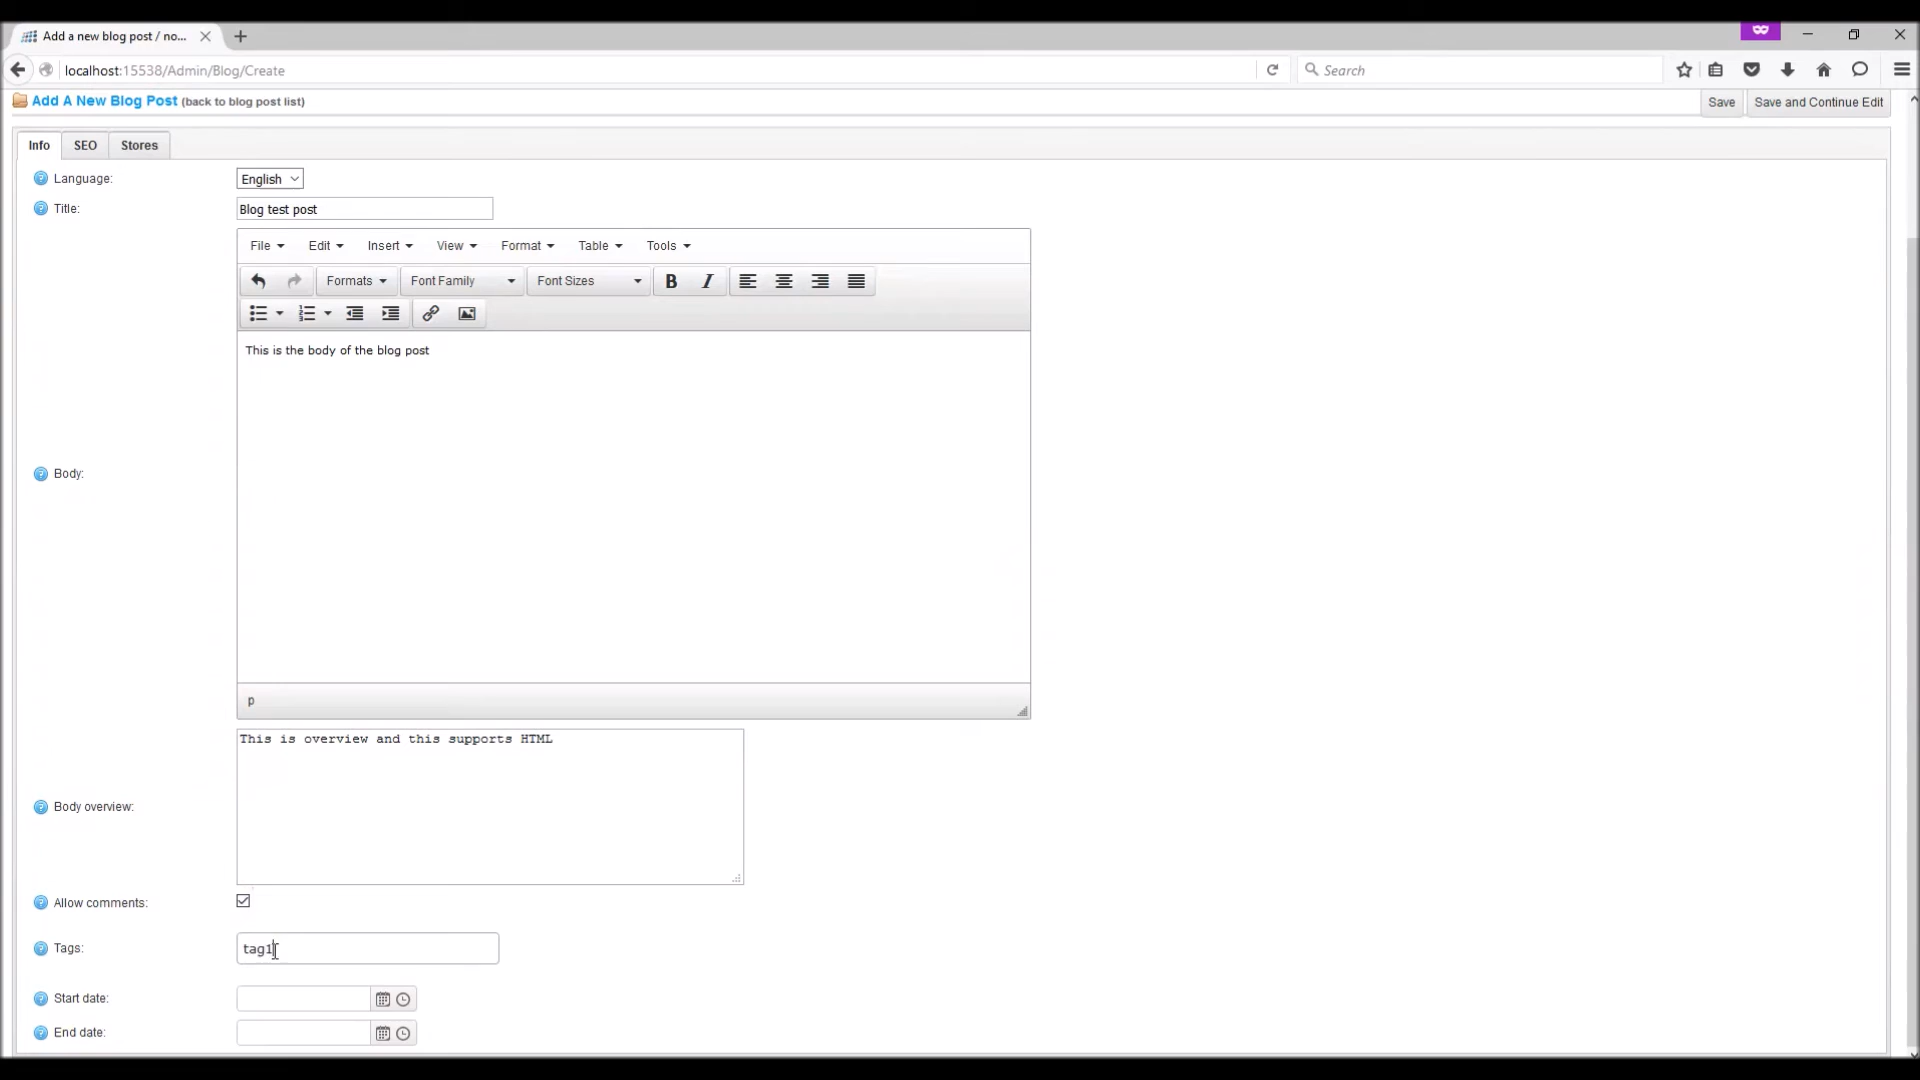 Add a new blog post / no...
localhost:15538/Admin/Blog/Create
Search
Add A New Blog Post (back to blog post list)
Save
Save and Continue Edit
Info
SEO
Stores
Language:
English
Title:
Blog test post
File
Edit
Insert
View
Format
Table
Tools
Formats
Font Family
Font Sizes
B
I
This is the body of the blog post
Body:
p
This is overview and this supports HTML
Body overview:
Allow comments:
Tags:
tag1
Start date:
End date: